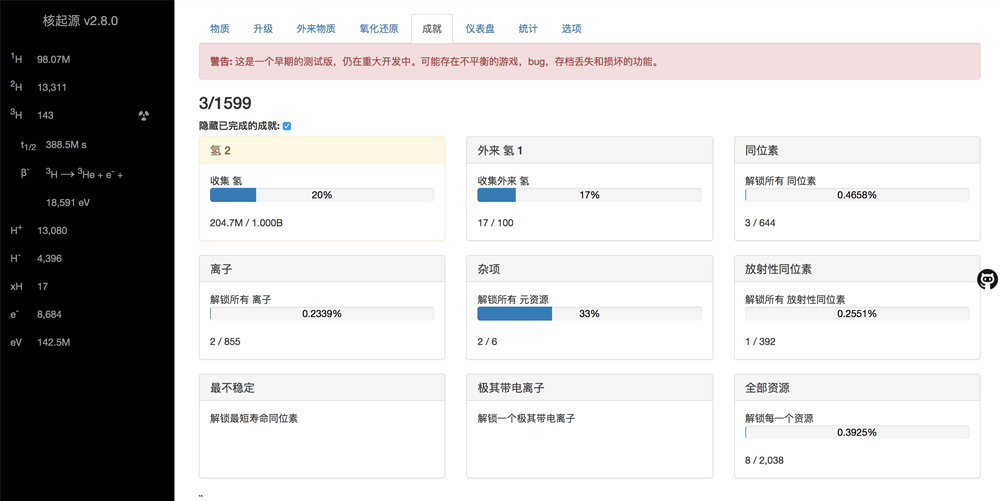 核起源 v2.8.0
¹H 98.07M
²H 13,311
³H 143
t1/2 388.5M s
β⁻ ³H ⟶ ³He + e⁻ +
18,591 eV
H⁺ 13,080
H⁻ 4,396
xH 17
e⁻ 8,684
eV 142.5M
物质 升级 外来物质 氧化还原 成就 仪表盘 统计 选项
警告: 这是一个早期的测试版，仍在重大开发中。可能存在不平衡的游戏，bug，存档丢失和损坏的功能。
3/1599
隐藏已完成的成就:
氢 2
收集 氢
20%
204.7M / 1.000B
外来 氢 1
收集外来 氢
17%
17 / 100
同位素
解锁所有 同位素
0.4658%
3 / 644
离子
解锁所有 离子
0.2339%
2 / 855
杂项
解锁所有 元资源
33%
2 / 6
放射性同位素
解锁所有 放射性同位素
0.2551%
1 / 392
最不稳定
解锁最短寿命同位素
极其带电离子
解锁一个极其带电离子
全部资源
解锁每一个资源
0.3925%
8 / 2,038